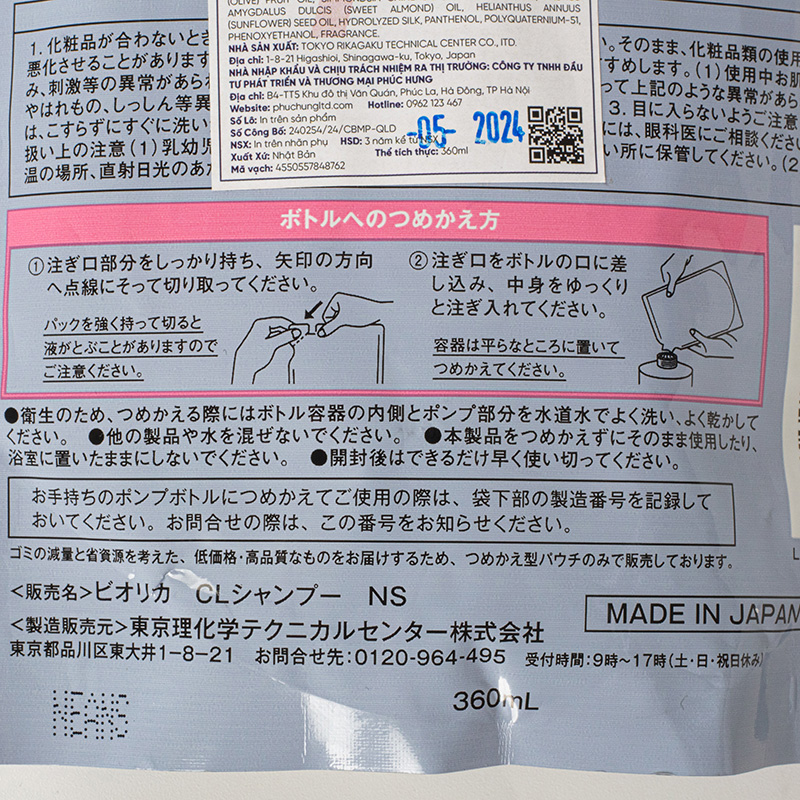 (OLIVE) FRUIT OIL,
AMYGDALUS DULCIS (SWEET ALMOND) OIL, HELIANTHUS ANNUUS
(SUNFLOWER) SEED OIL, HYDROLYZED SILK, PANTHENOL, POLYQUATERNIUM-51,
PHENOXYETHANOL, FRAGRANCE.
NHÀ SẢN XUẤT: TOKYO RIKAGAKU TECHNICAL CENTER CO., ITD.
Địa chỉ: 1-8-21 Higashioi, Shinagawa-ku, Tokyo, Japan
NHÀ NHẬP KHẨU VÀ CHỊU TRÁCH NHIỆM RA THỊ TRƯỜNG: CÔNG TY TNHH ĐẦU
TƯ PHÁT TRIỂN VÀ THƯƠNG MẠI PHÚC HƯNG
Địa chỉ: B4-TT5 Khu đô thị Văn Quán, Phúc La, Hà Đông, TP Hà Nội
Website: phuchungltd.com Hotline: 0962 123 467
Số Lô: In trên sản phẩm
Số Công Bố: 240254/24/CBMP-QLD
NSX: In trên nhãn phụ HSD: 3 năm kể từ NSX
Xuất Xứ: Nhật Bản Thể tích thực: 360ml
Mã vạch: 4550557848762
-05- 2024
1. 化粧品が合わないとき
悪化させることがあります
み、刺激等の異常があらわ
やはれもの、しっしん等異
は、こすらずにすぐに洗い
扱い上の注意（1）乳幼児
温の場所、直射日光のあた
い。そのまま、化粧品類の使用
すめします。（1）使用中お肌
って上記のような異常があら
3. 目に入らないようご注意
には、眼科医にご相談ください
い所に保管してください。（2
ボトルへのつめかえ方
①注ぎ口部分をしっかり持ち、矢印の方向
へ点線にそって切り取ってください。
パックを強く持って切ると
液がとぶことがありますので
ご注意ください。
②注ぎ口をボトルの口に差
し込み、中身をゆっくり
と注ぎ入れてください。
容器は平らなところに置いて
つめかえてください。
●衛生のため、つめかえる際にはボトル容器の内側とポンプ部分を水道水でよく洗い、よく乾かして
ください。 ●他の製品や水を混ぜないでください。 ●本製品をつめかえずにそのまま使用したり、
浴室に置いたままにしないでください。 ●開封後はできるだけ早く使い切ってください。
お手持ちのポンプボトルにつめかえてご使用の際は、袋下部の製造番号を記録して
おいてください。お問合せの際は、この番号をお知らせください。
ゴミの減量と省資源を考えた、低価格・高品質なものをお届けするため、つめかえ型パウチのみで販売しております。
<販売名>ビオリカ CLシャンプー NS
MADE IN JAPAN
<製造販売元>東京理化学テクニカルセンター株式会社
東京都品川区東大井1-8-21 お問合せ先:0120-964-495 受付時間:9時〜17時(土・日・祝日休み)
360mL